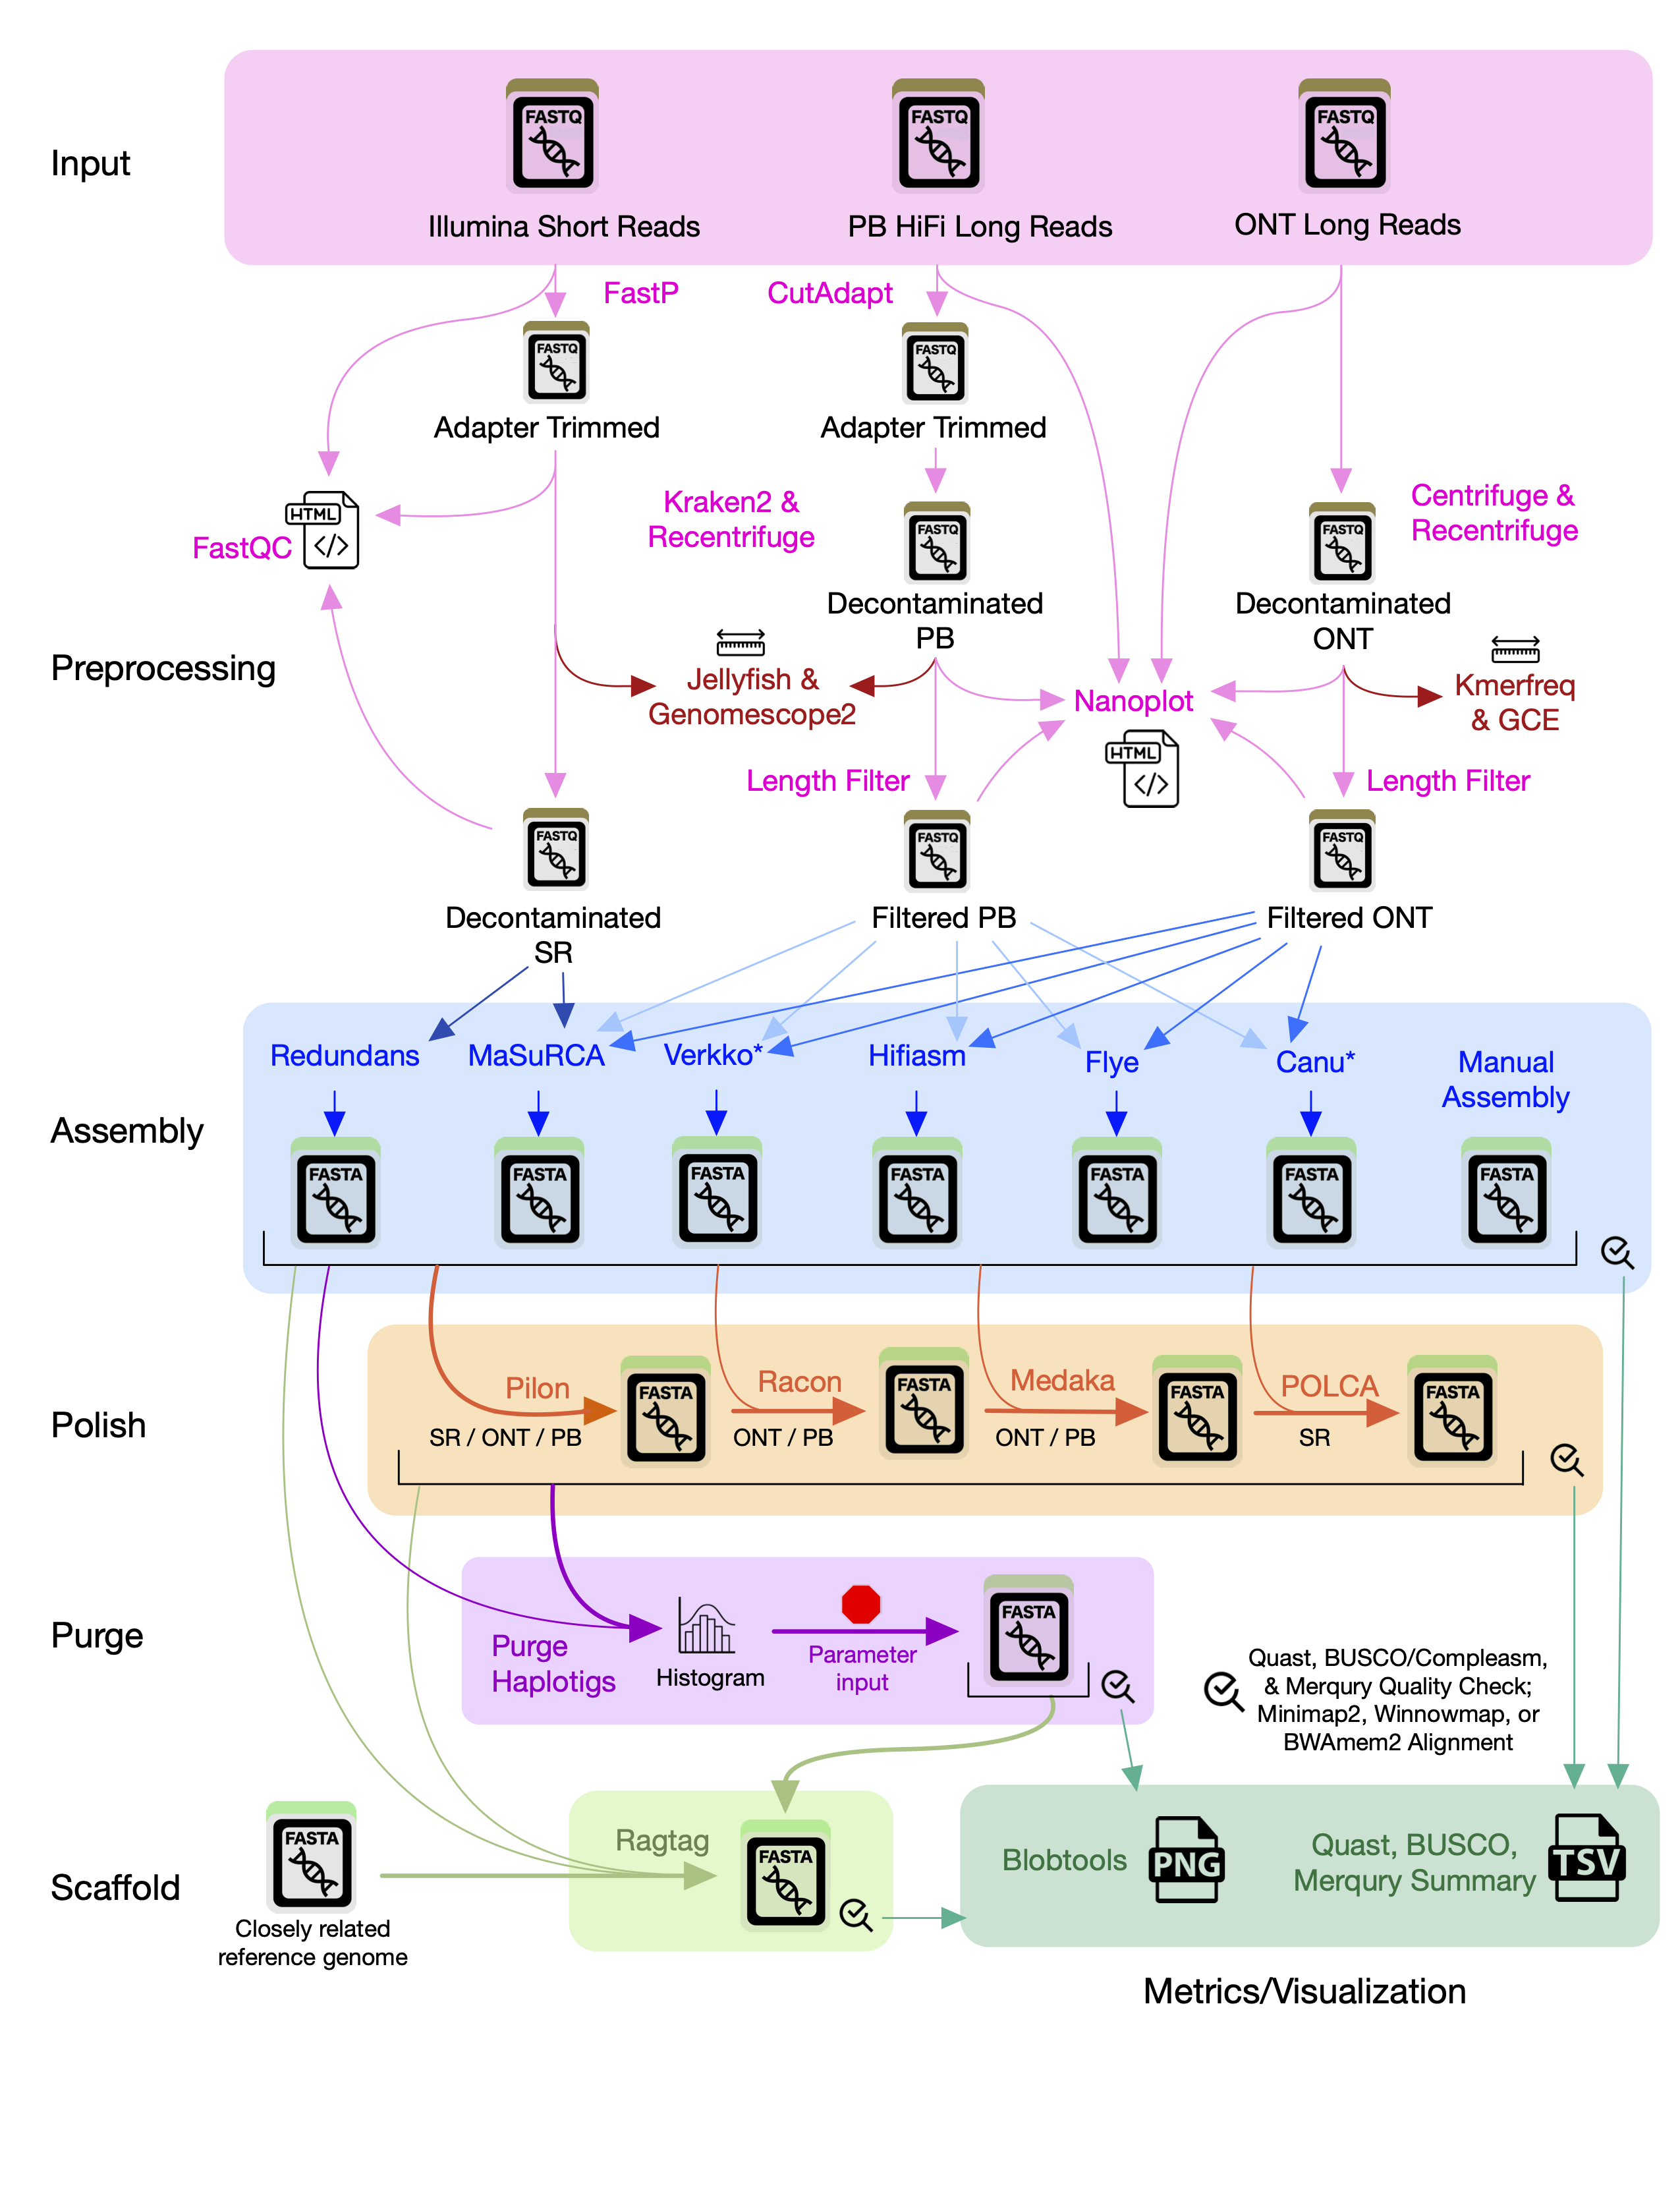 Input
FASTQ
FASTQ
FASTQ
Illumina Short Reads
PB HiFi Long Reads
ONT Long Reads
FastP
CutAdapt
FASTQ
FASTQ
Adapter Trimmed
Adapter Trimmed
Kraken2 &
Recentrifuge
Centrifuge &
Recentrifuge
HTML
</>
FastQC
FASTQ
FASTQ
Decontaminated
PB
Decontaminated
ONT
Preprocessing
Jellyfish &
Genomescope2
Nanoplot
Kmerfreq
& GCE
HTML
</>
Length Filter
Length Filter
FASTQ
FASTQ
FASTQ
Decontaminated
SR
Filtered PB
Filtered ONT
Redundans
MaSuRCA
Verkko*
Hifiasm
Flye
Canu*
Manual
Assembly
Assembly
FASTA
FASTA
FASTA
FASTA
FASTA
FASTA
FASTA
Polish
Pilon
SR / ONT / PB
FASTA
Racon
ONT / PB
FASTA
Medaka
ONT / PB
FASTA
POLCA
SR
FASTA
Purge
Purge
Haplotigs
Histogram
Parameter
input
FASTA
Quast, BUSCO/Compleasm,
& Merqury Quality Check;
Minimap2, Winnowmap, or
BWAmem2 Alignment
Scaffold
FASTA
Closely related
reference genome
Ragtag
FASTA
Blobtools
PNG
Quast, BUSCO,
Merqury Summary
TSV
Metrics/Visualization